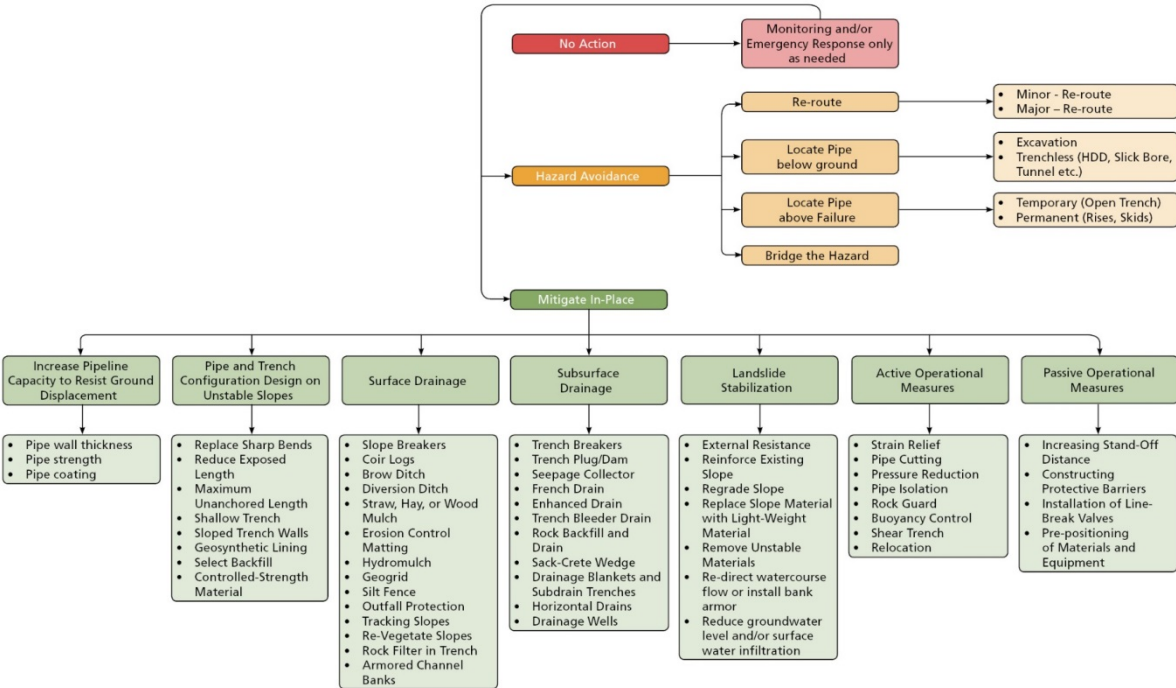 No Action
Monitoring and/or
Emergency Response only
as needed
Hazard Avoidance
Re-route
• Minor - Re-route
• Major – Re-route
Locate Pipe
below ground
• Excavation
• Trenchless (HDD, Slick Bore,
Tunnel etc.)
Locate Pipe
above Failure
• Temporary (Open Trench)
• Permanent (Rises, Skids)
Bridge the Hazard
Mitigate In-Place
Increase Pipeline
Capacity to Resist Ground
Displacement
• Pipe wall thickness
• Pipe strength
• Pipe coating
Pipe and Trench
Configuration Design on
Unstable Slopes
• Replace Sharp Bends
• Reduce Exposed
Length
• Maximum
Unanchored Length
• Shallow Trench
• Sloped Trench Walls
• Geosynthetic Lining
• Select Backfill
• Controlled-Strength
Material
Surface Drainage
• Slope Breakers
• Coir Logs
• Brow Ditch
• Diversion Ditch
• Straw, Hay, or Wood
Mulch
• Erosion Control
Matting
• Hydromulch
• Geogrid
• Silt Fence
• Outfall Protection
• Tracking Slopes
• Re-Vegetate Slopes
• Rock Filter in Trench
• Armored Channel
Banks
Subsurface
Drainage
• Trench Breakers
• Trench Plug/Dam
• Seepage Collector
• French Drain
• Enhanced Drain
• Trench Bleeder Drain
• Rock Backfill and
Drain
• Sack-Crete Wedge
• Drainage Blankets and
Subdrain Trenches
• Horizontal Drains
• Drainage Wells
Landslide
Stabilization
• External Resistance
• Reinforce Existing
Slope
• Regrade Slope
• Replace Slope Material
with Light-Weight
Material
• Remove Unstable
Materials
• Re-direct watercourse
flow or install bank
armor
• Reduce groundwater
level and/or surface
water infiltration
Active Operational
Measures
• Strain Relief
• Pipe Cutting
• Pressure Reduction
• Pipe Isolation
• Rock Guard
• Buoyancy Control
• Shear Trench
• Relocation
Passive Operational
Measures
• Increasing Stand-Off
Distance
• Constructing
Protective Barriers
• Installation of Line-
Break Valves
• Pre-positioning
of Materials and
Equipment